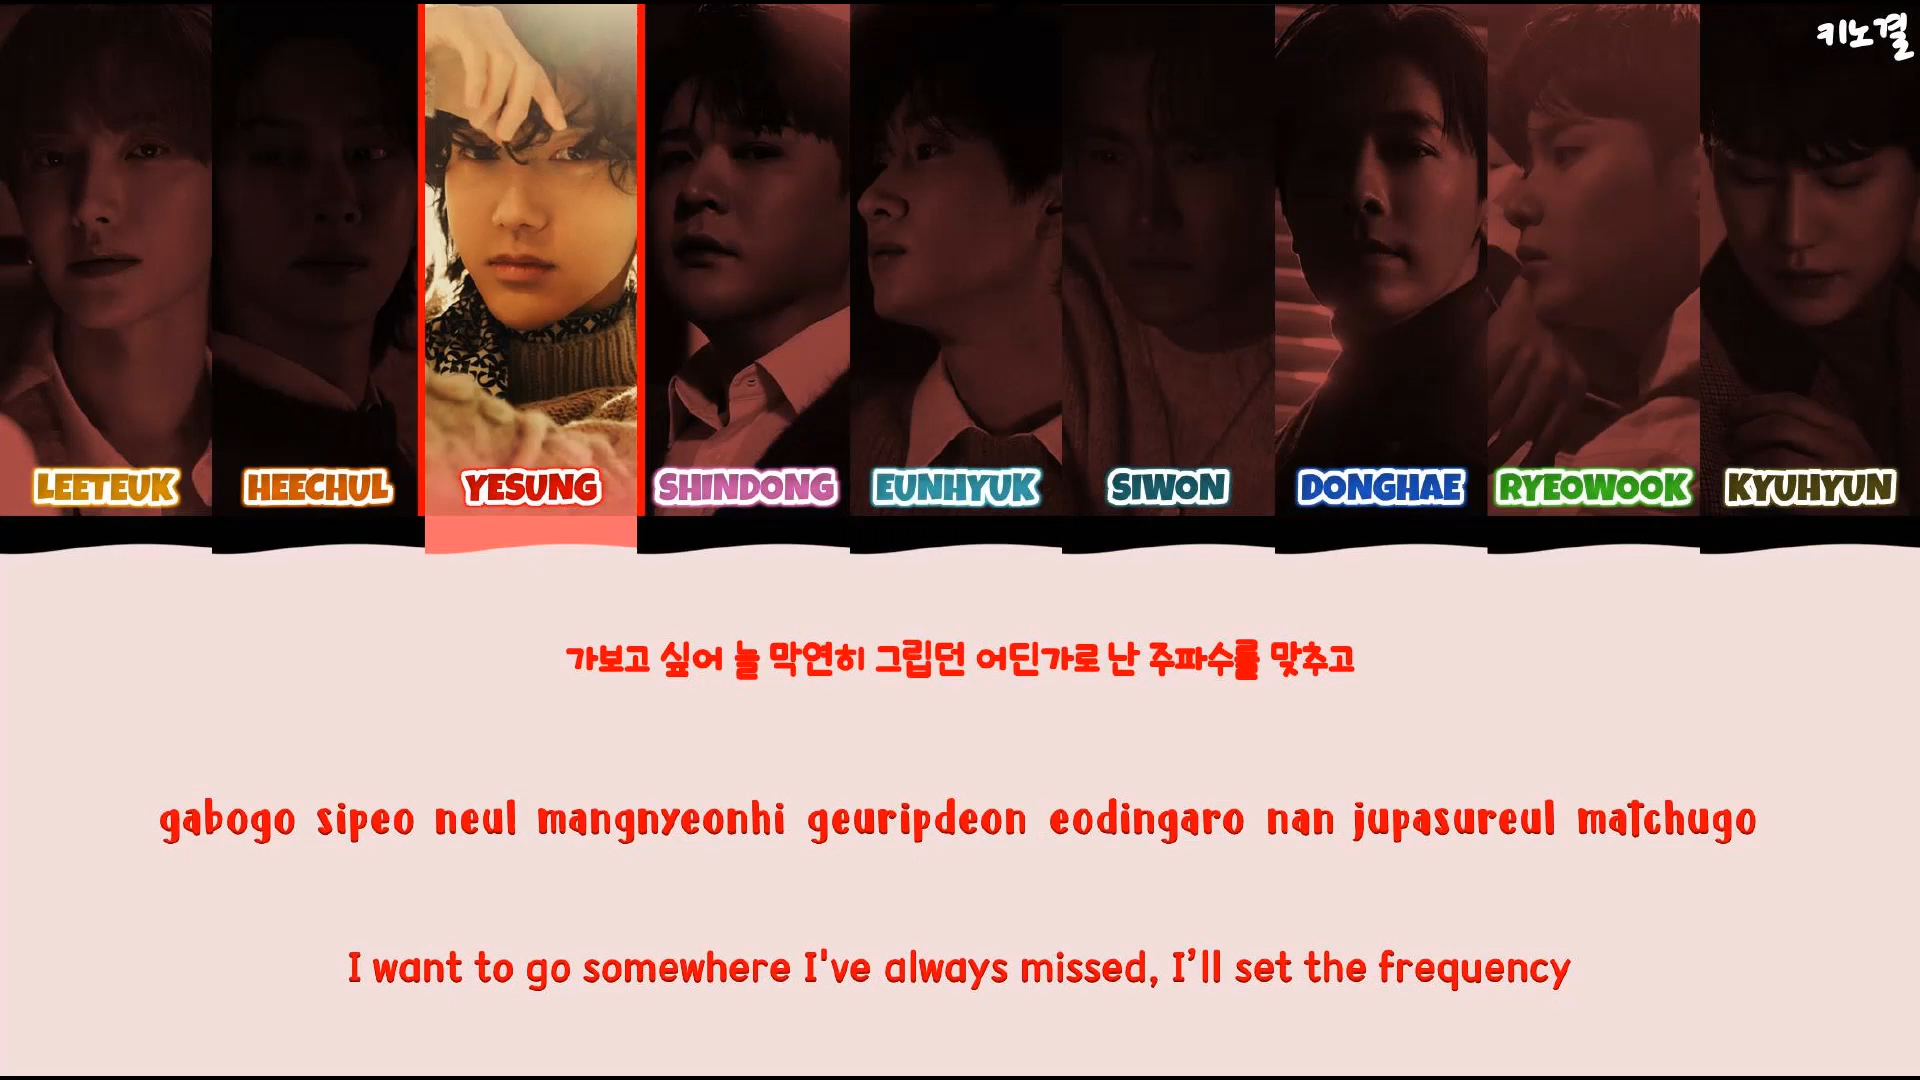 키노결
LEETEUK HEECHUL YESUNG SHINDONG EUNHYUK SIWON DONGHAE RYEOWOOK KYUHYUN
가보고 싶어 늘 막연히 그립던 어딘가로 난 주파수를 맞추고
gabogo sipeo neul mangnyeonhi geuripdeon eodingaro nan jupasureul matchugo
I want to go somewhere I've always missed, I’ll set the frequency